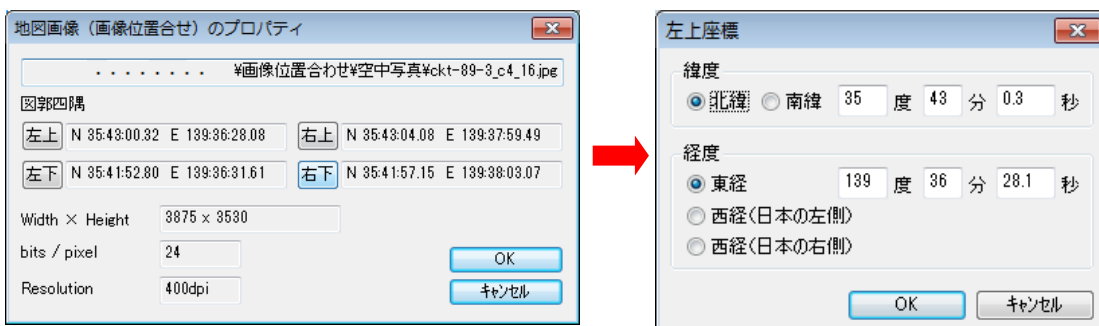 地図画像（画像位置合せ）のプロパティ
・・・・・・・・ ¥画像位置合わせ¥空中写真¥ckt-89-3_c4_16.jpg
図郭四隅
左上 N 35:43:00.32 E 139:36:28.08 右上 N 35:43:04.08 E 139:37:59.49
左下 N 35:41:52.80 E 139:36:31.61 右下 N 35:41:57.15 E 139:38:03.07
Width × Height 3875 x 3530
bits / pixel 24
OK
Resolution 400dpi
キャンセル
左上座標
緯度
北緯 南緯 35 度 43 分 0.3 秒
経度
東経 139 度 36 分 28.1 秒
西経(日本の左側)
西経(日本の右側)
OK キャンセル